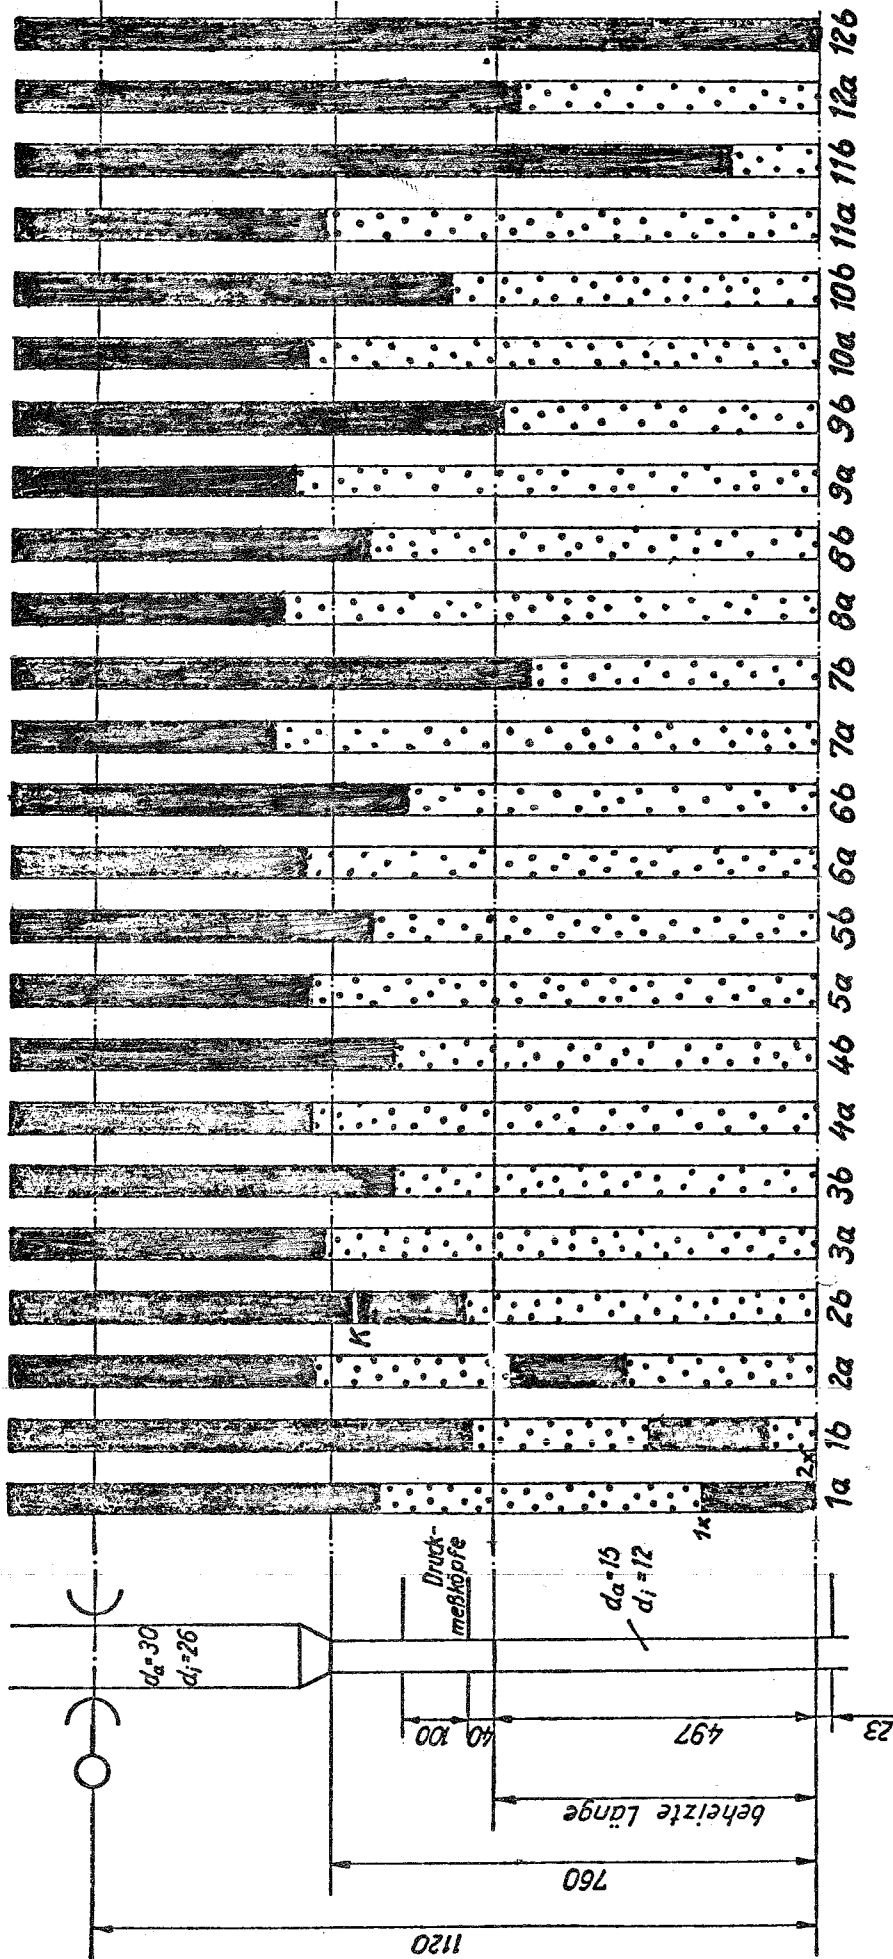 12b
12a
11b
11a
10b
10a
9b
9a
8b
8a
7b
7a
6b
6a
5b
5a
4b
4a
3b
3a
2b
K
2a
1b
2x
1a
1x
Druck-
meßköpfe
da=30
di=26
da=15
di=12
100
40
497
23
beheizte Länge
760
1120